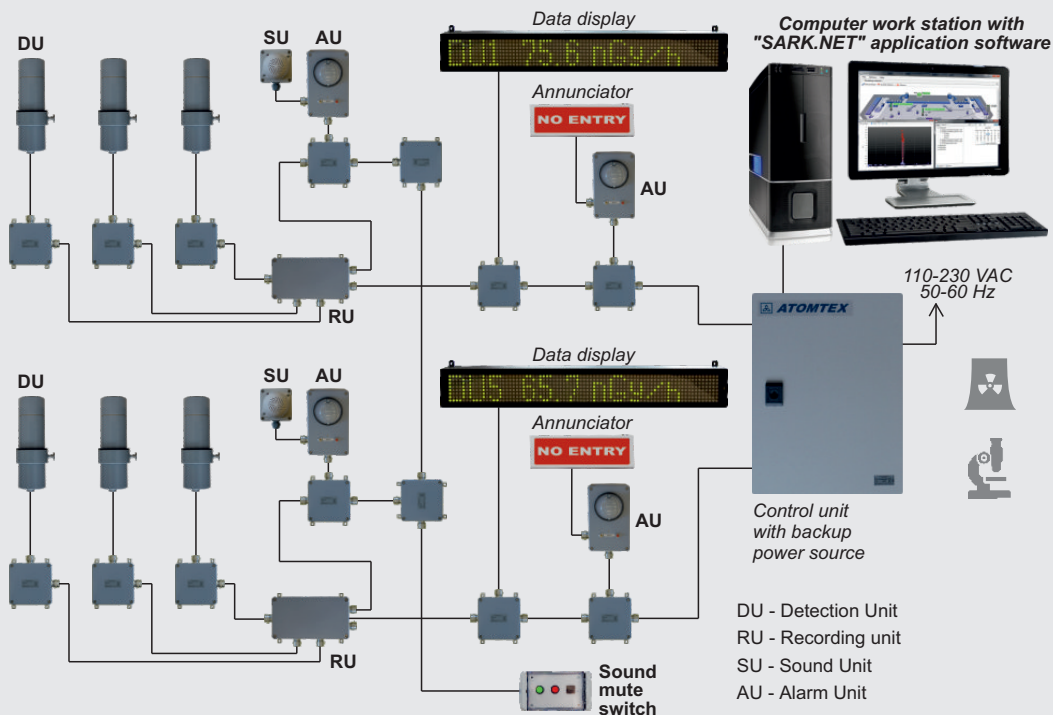 DU
SU
AU
Data display
DU1 75.6 nGy/h
Annunciator
NO ENTRY
AU
RU
Computer work station with
"SARK.NET" application software
110-230 VAC
50-60 Hz
ATOMTEX
DU
SU
AU
Data display
DU5 65.7 nGy/h
Annunciator
NO ENTRY
AU
RU
Control unit
with backup
power source
Sound
mute
switch
DU - Detection Unit
RU - Recording unit
SU - Sound Unit
AU - Alarm Unit